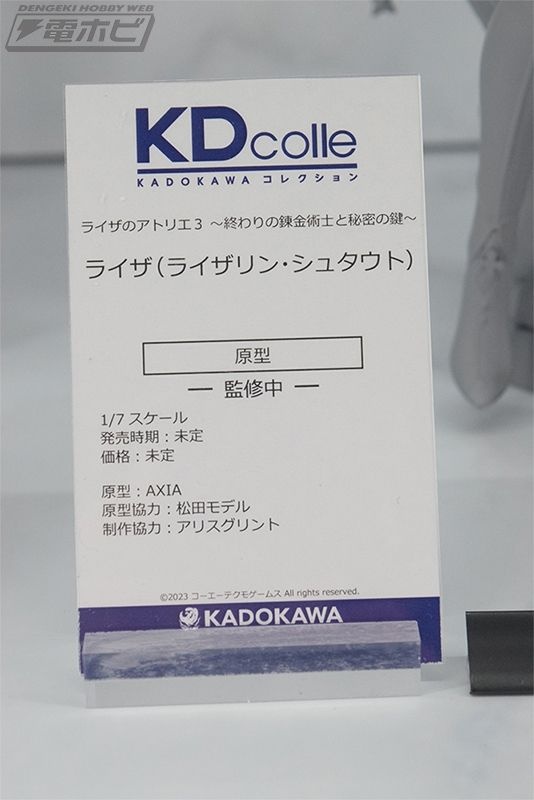 DENGEKI HOBBY WEB
電ホビ
KDcolle
KADOKAWA コレクション
ライザのアトリエ3 ～終わりの錬金術士と秘密の鍵～
ライザ（ライザリン・シュタウト）
原型
― 監修中 ―
1/7 スケール
発売時期：未定
価格：未定
原型：AXIA
原型協力：松田モデル
制作協力：アリスグリント
©2023 コーエーテクモゲームス All rights reserved.
KADOKAWA